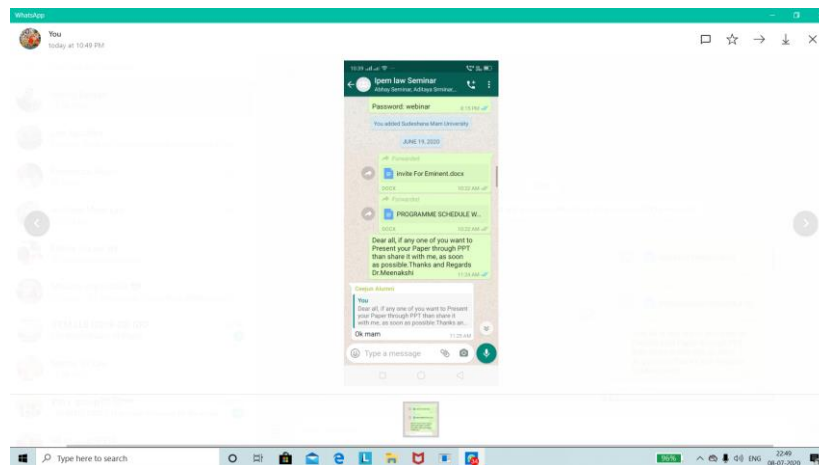 WhatsApp
You
today at 10:49 PM
10:39
Ipem law Seminar
Abhay Seminar, Aditaya Seminar,...
Password: webinar
6:19 PM
You added Sudeshana Mam University
JUNE 19, 2020
Forwarded
invite For Eminent.docx
DOCX
10:22 AM
Forwarded
PROGRAMME SCHEDULE W...
DOCX
10:22 AM
Dear all, if any one of you want to
Present your Paper through PPT
than share it with me, as soon
as possible.Thanks and Regards
Dr.Meenakshi
11:24 AM
You
Dear all, if any one of you want to Present
your Paper through PPT than share it
with me, as soon as possible.Thanks an...
Ok mam
11:25 AM
Type a message
Type here to search
96%
ENG
22:49
08-07-2020